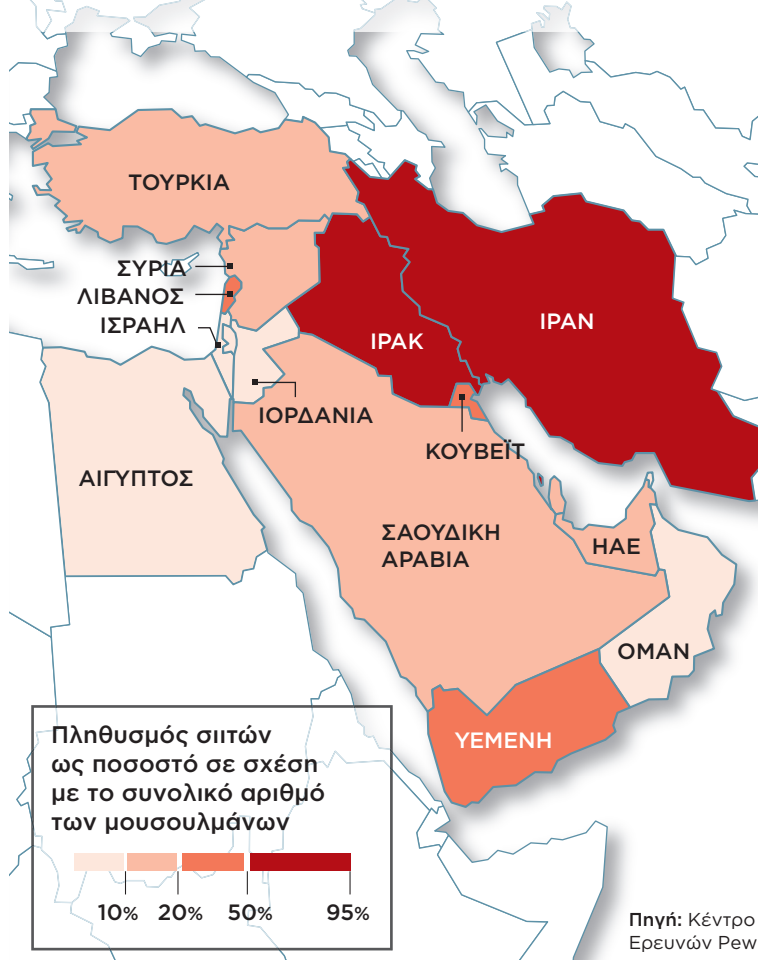 ΤΟΥΡΚΙΑ
ΣΥΡΙΑ
ΛΙΒΑΝΟΣ
ΙΣΡΑΗΛ
ΙΡΑΚ
ΙΡΑΝ
ΙΟΡΔΑΝΙΑ
ΚΟΥΒΕΪΤ
ΑΙΓΥΠΤΟΣ
ΣΑΟΥΔΙΚΗ
ΑΡΑΒΙΑ
ΗΑΕ
ΟΜΑΝ
ΥΕΜΕΝΗ
Πληθυσμός σιιτών
ως ποσοστό σε σχέση
με το συνολικό αριθμό
των μουσουλμάνων
10% 20% 50% 95%
Πηγή: Κέντρο
Ερευνών Pew